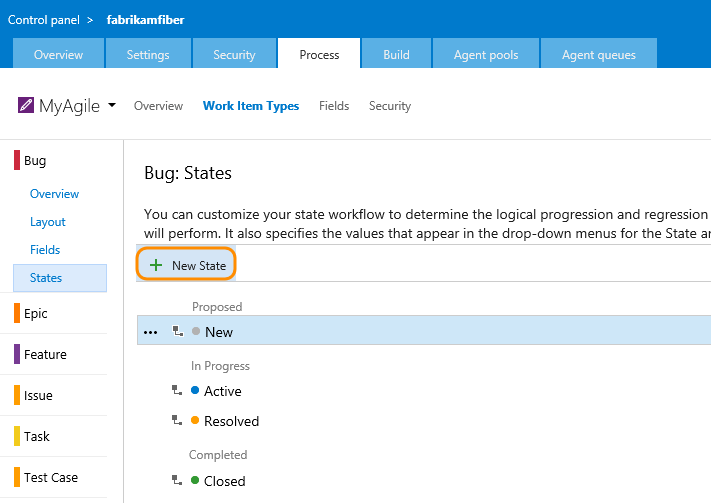 Control panel > fabrikamfiber
Overview Settings Security Process Build Agent pools Agent queues
MyAgile Overview Work Item Types Fields Security
Bug
Overview
Layout
Fields
States
Epic
Feature
Issue
Task
Test Case
Bug: States
You can customize your state workflow to determine the logical progression and regression
will perform. It also specifies the values that appear in the drop-down menus for the State ar
+ New State
Proposed
... New
In Progress
Active
Resolved
Completed
Closed